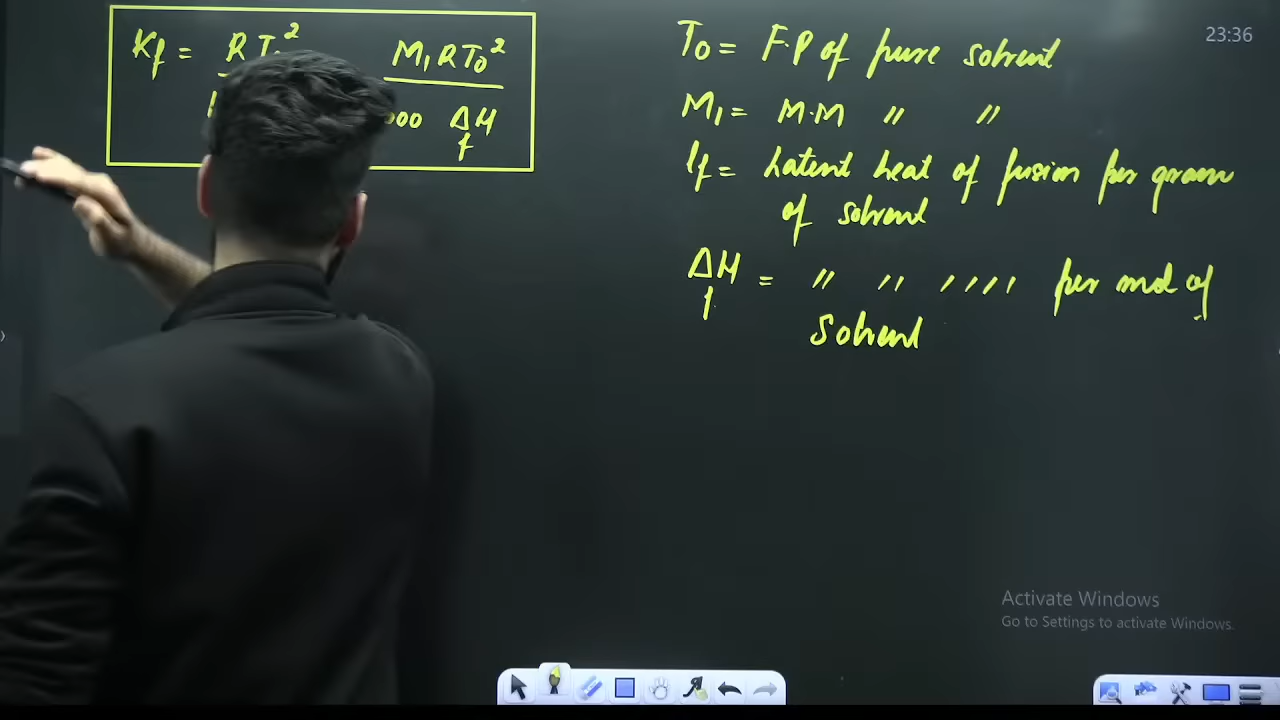 Kf = R T₀² M₁RT₀²
000 ΔH
f
T₀ = F.P of pure solvent
M₁ = M.M " "
lf = Latent heat of fusion per gram
of solvent
ΔH = " " " " per mol of
f
Solvent
23:36
Activate Windows
Go to Settings to activate Windows.